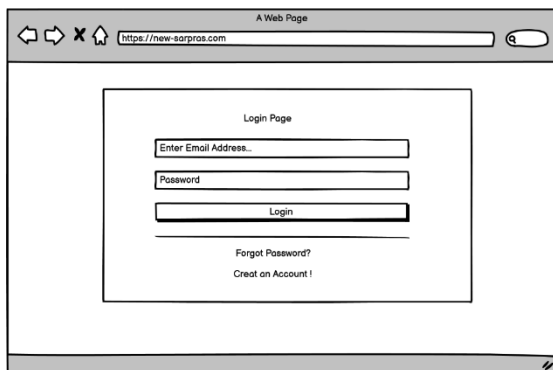 A Web Page
https://new-sarpras.com
Login Page
Enter Email Address...
Password
Login
Forgot Password?
Creat an Account !